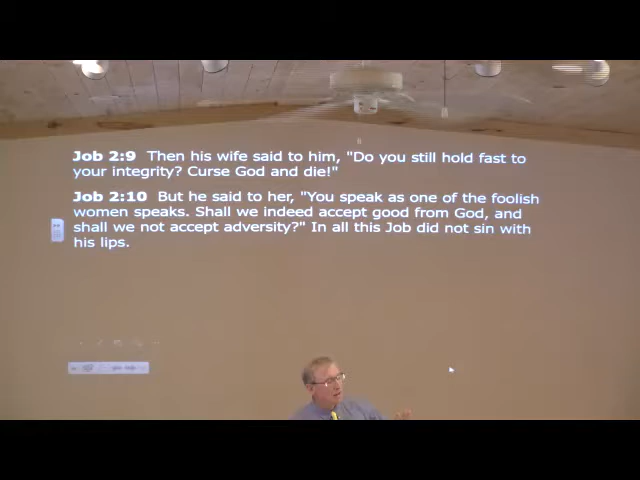 Job 2:9 Then his wife said to him, "Do you still hold fast to
your integrity? Curse God and die!"
Job 2:10 But he said to her, "You speak as one of the foolish
women speaks. Shall we indeed accept good from God, and
shall we not accept adversity?" In all this Job did not sin with
his lips.